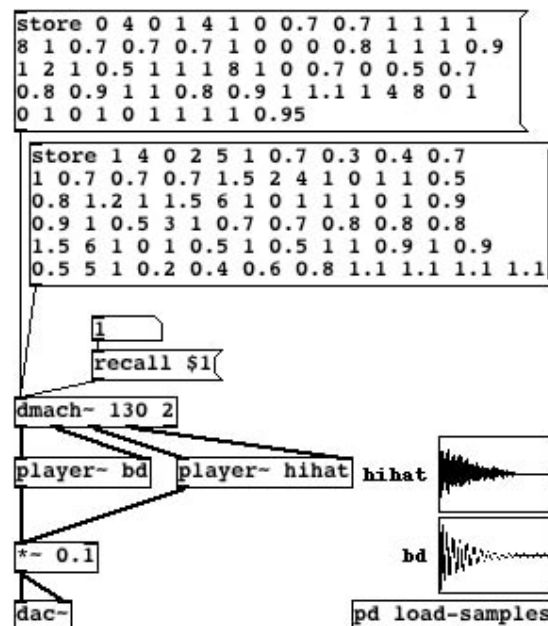 store 0 4 0 1 4 1 0 0.7 0.7 1 1 1 1
8 1 0.7 0.7 0.7 1 0 0 0 0.8 1 1 1 0.9
1 2 1 0.5 1 1 1 8 1 0 0.7 0 0.5 0.7
0.8 0.9 1 1 0.8 0.9 1 1.1 1 4 8 0 1
0 1 0 1 0 1 1 1 1 0.95
store 1 4 0 2 5 1 0.7 0.3 0.4 0.7
1 0.7 0.7 0.7 1.5 2 4 1 0 1 1 0.5
0.8 1.2 1 1.5 6 1 0 1 1 1 0 1 0.9
0.9 1 0.5 3 1 0.7 0.7 0.8 0.8 0.8
1.5 6 1 0 1 0.5 1 0.5 1 1 0.9 1 0.9
0.5 5 1 0.2 0.4 0.6 0.8 1.1 1.1 1.1 1.1
1
recall $1
dmach~ 130 2
player~ bd
player~ hihat
hihat
bd
*~ 0.1
dac~
pd load-samples